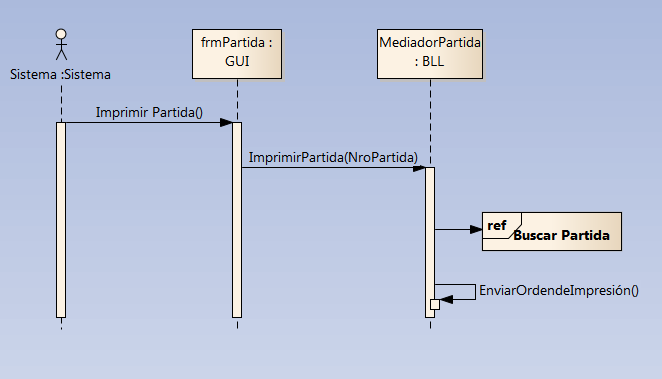 frmPartida :
GUI
MediadorPartida
: BLL
Sistema :Sistema
Imprimir Partida()
ImprimirPartida(NroPartida)
ref
Buscar Partida
EnviarOrdendeImpresión()